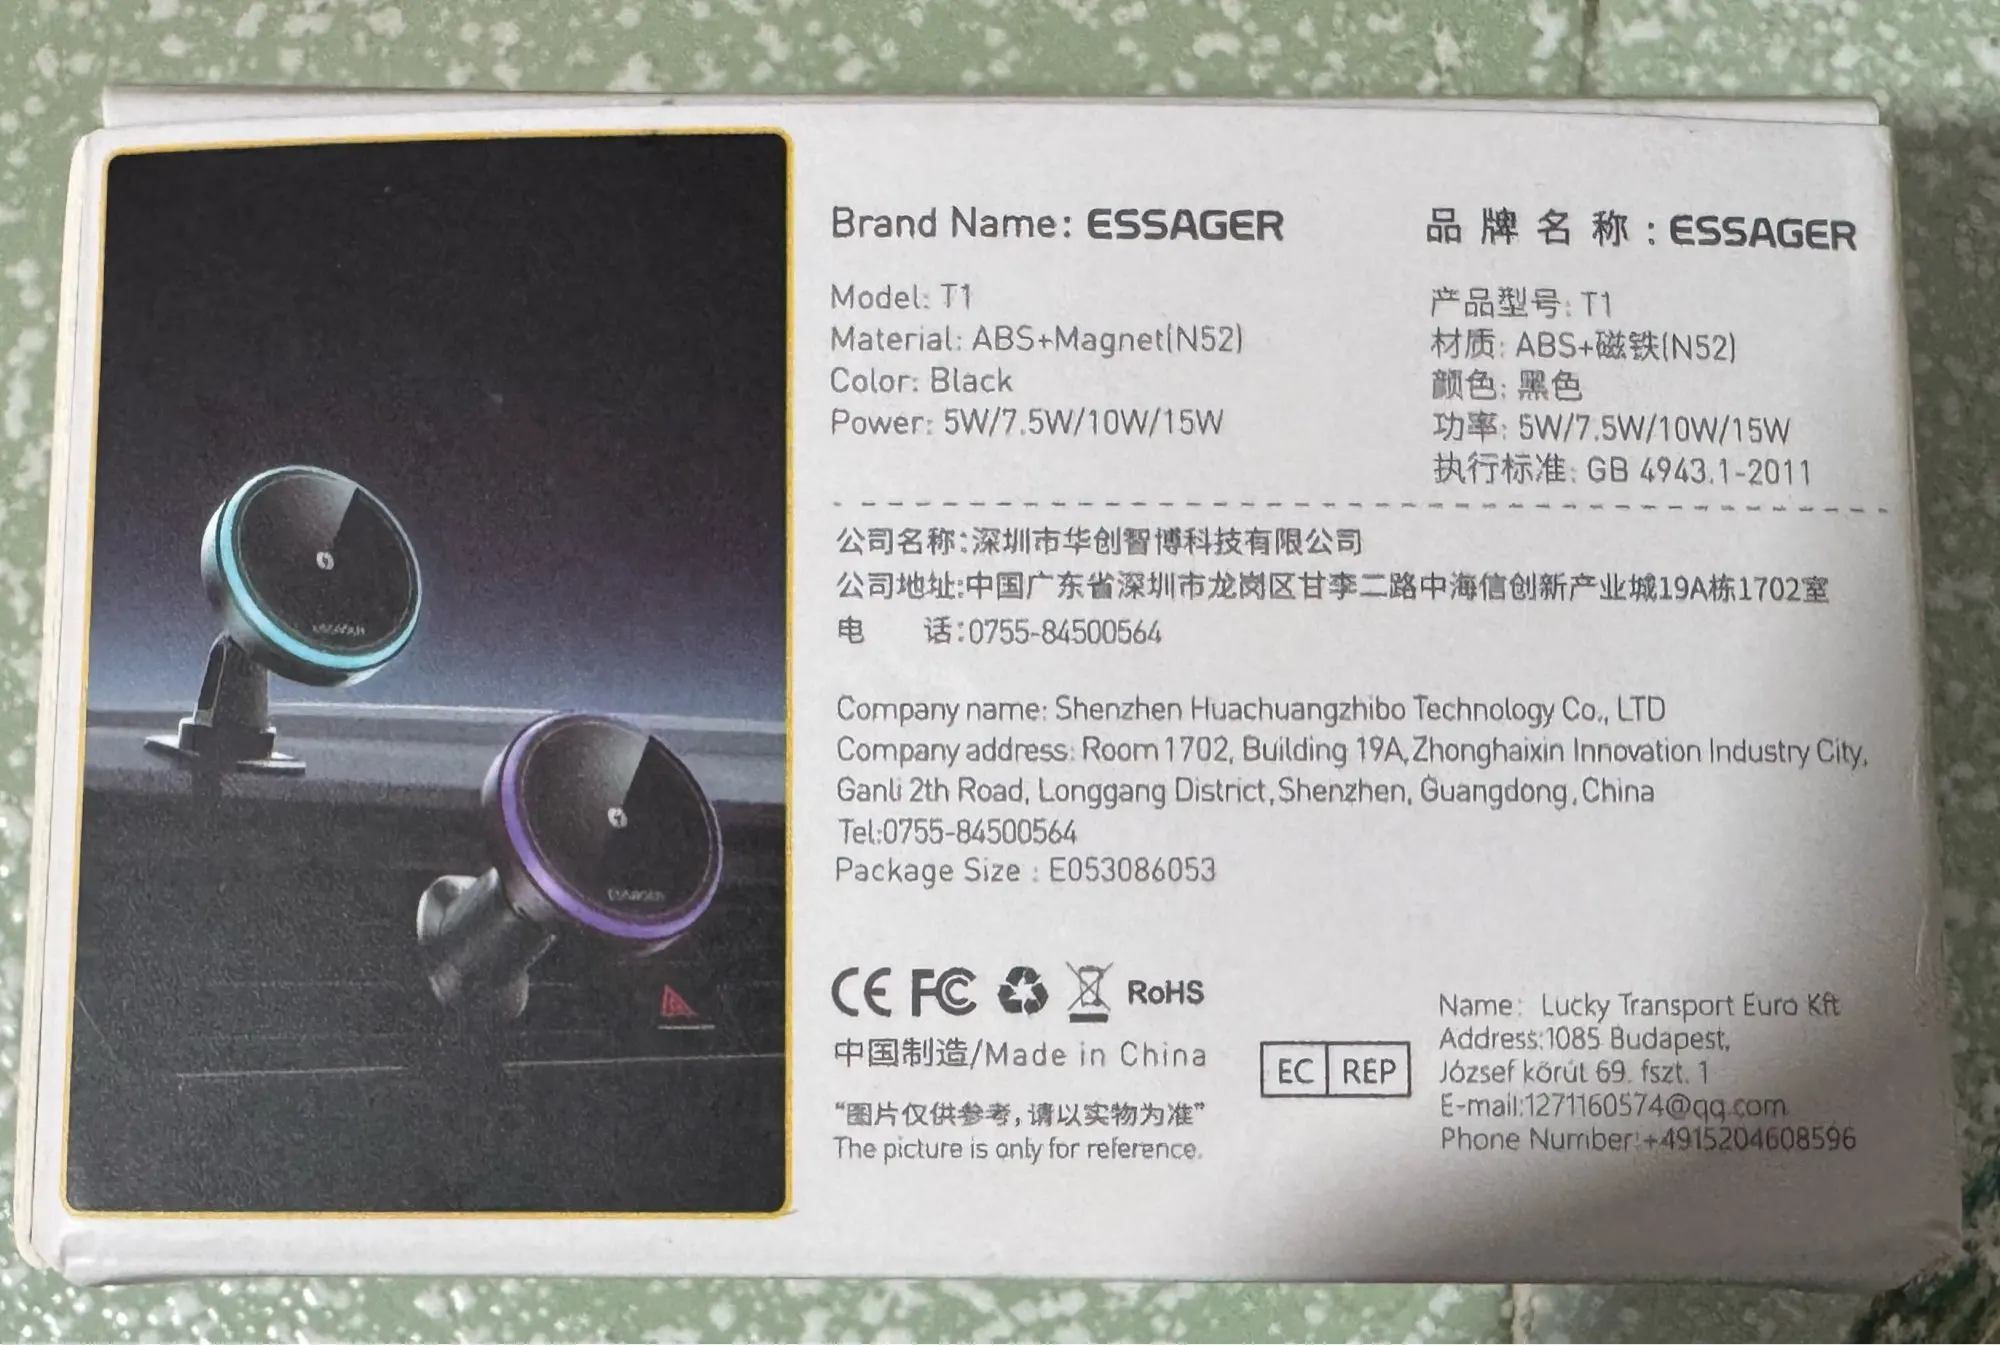 Brand Name: ESSAGER
Model: T1
Material: ABS+Magnet(N52)
Color: Black
Power: 5W/7.5W/10W/15W
品牌名称: ESSAGER
产品型号: T1
材质: ABS+磁铁(N52)
颜色: 黑色
功率: 5W/7.5W/10W/15W
执行标准: GB 4943.1-2011
公司名称:深圳市华创智博科技有限公司
公司地址:中国广东省深圳市龙岗区甘李二路中海信创新产业城19A栋1702室
电 话:0755-84500564
Company name: Shenzhen Huachuangzhibo Technology Co., LTD
Company address: Room 1702, Building 19A,Zhonghaixin Innovation Industry City,
Ganli 2th Road, Longgang District,Shenzhen, Guangdong,China
Tel:0755-84500564
Package Size : E053086053
CE FC RoHS
中国制造/Made in China
“图片仅供参考,请以实物为准”
The picture is only for reference.
EC REP
Name: Lucky Transport Euro Kft
Address:1085 Budapest,
József kőrút 69. fszt. 1
E-mail:1271160574@qq.com
Phone Number:+4915204608596
ESSAGER
ESSAGER